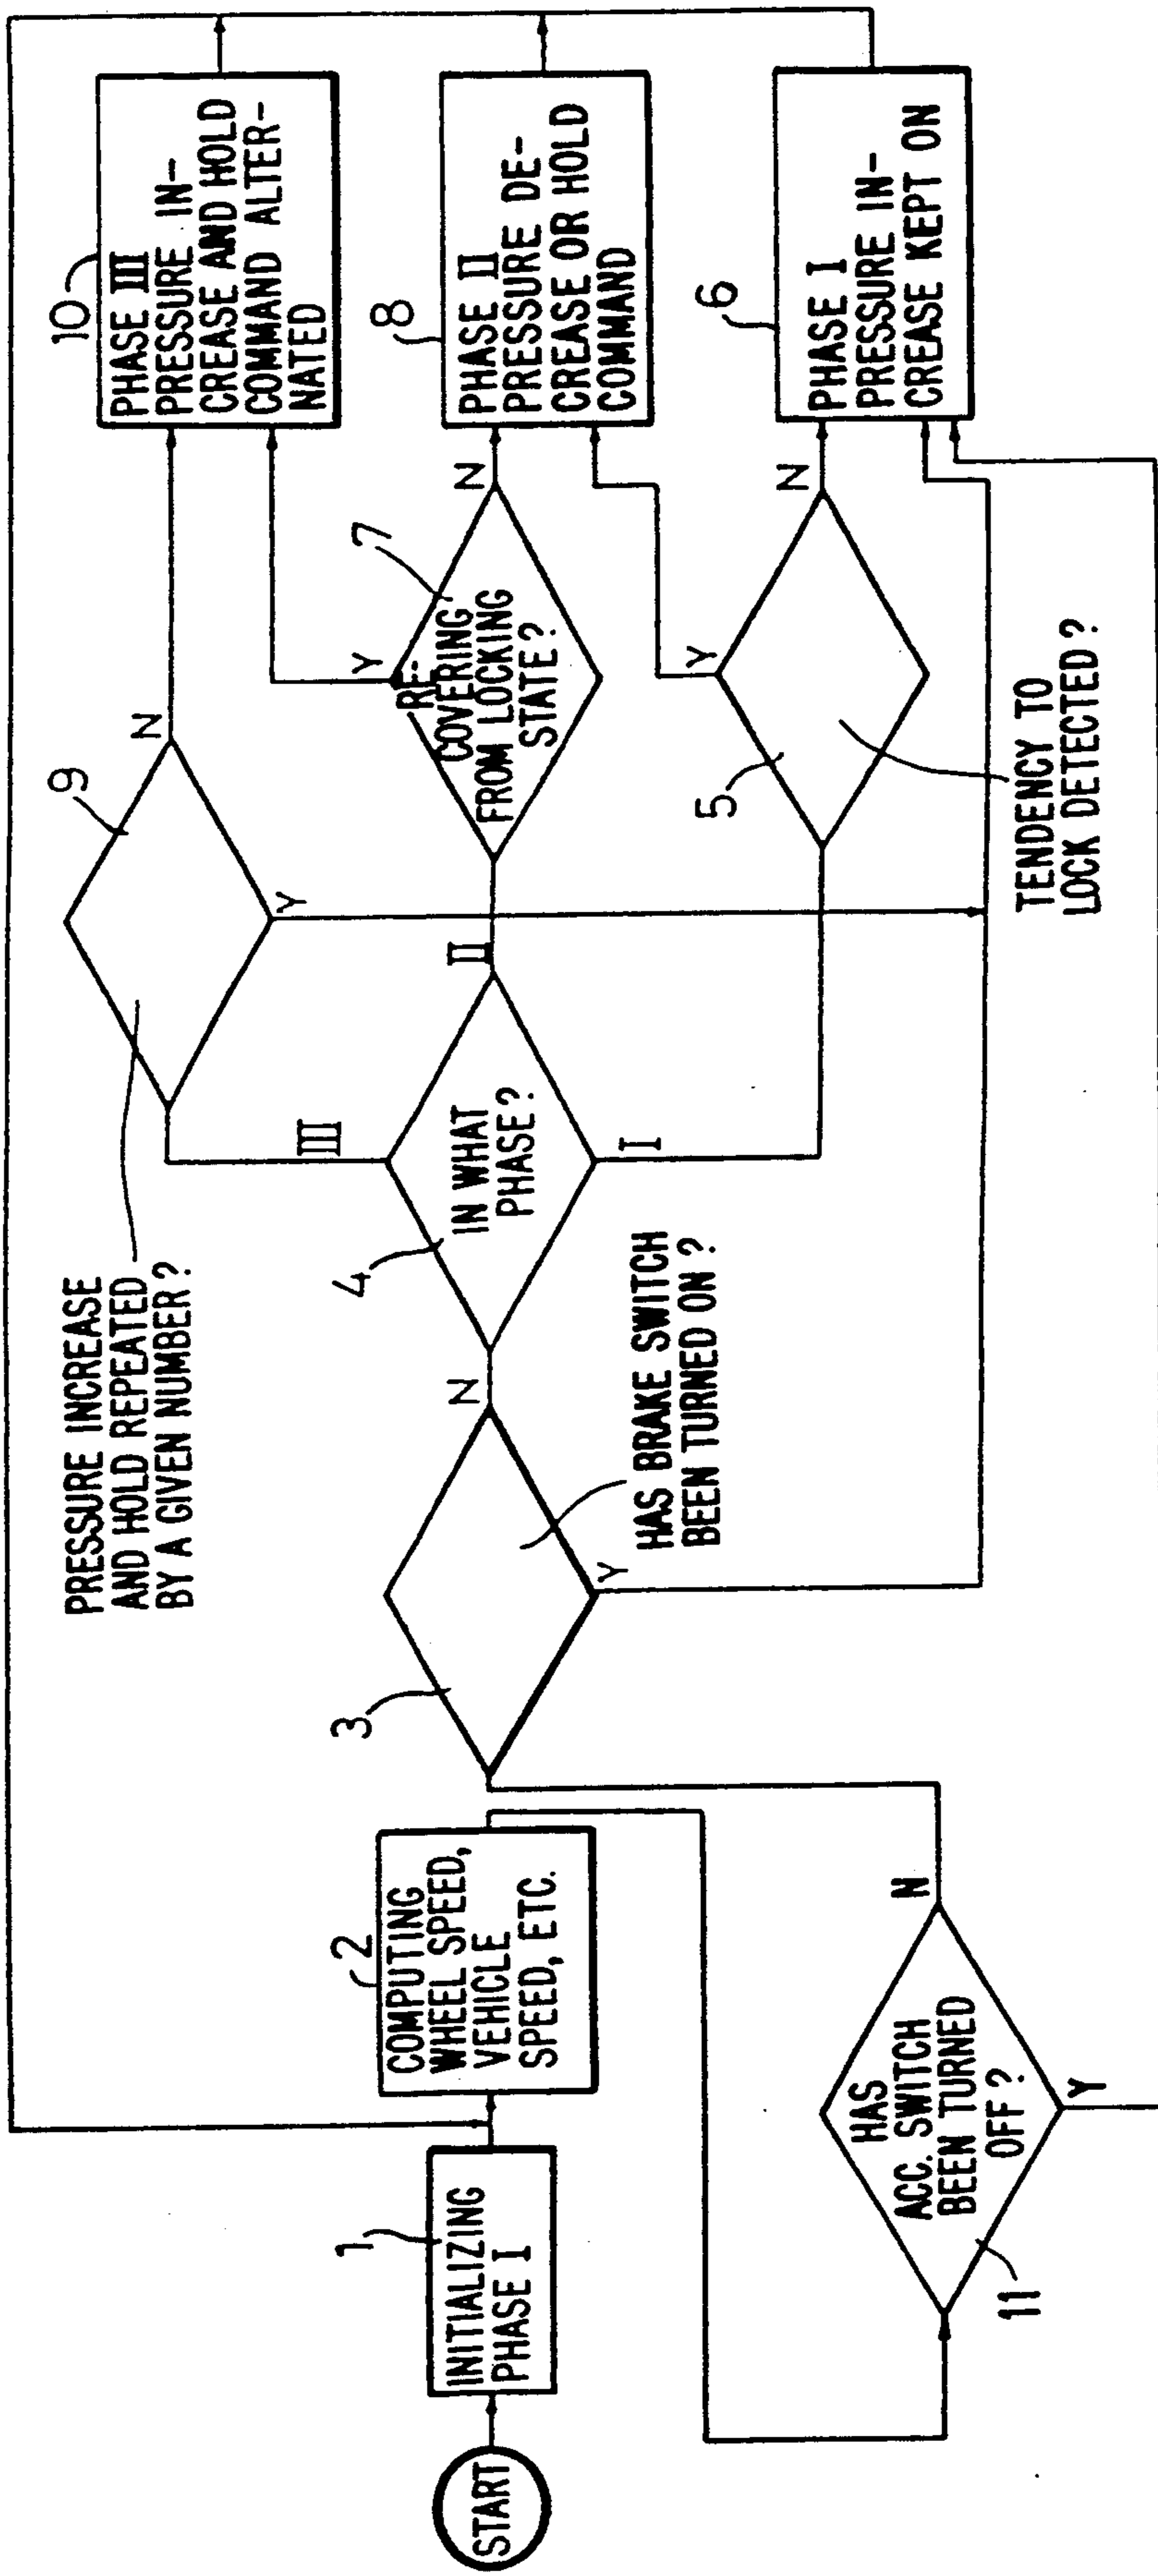 START
1
INITIALIZING
PHASE I
2
COMPUTING
WHEEL SPEED,
VEHICLE
SPEED, ETC.
11
HAS
ACC. SWITCH
BEEN TURNED
OFF?
N
Y
3
HAS BRAKE SWITCH
BEEN TURNED ON?
N
Y
4
IN WHAT
PHASE?
III
II
I
PRESSURE INCREASE
AND HOLD REPEATED
BY A GIVEN NUMBER?
9
N
Y
7
RE-
COVERING
FROM LOCKING
STATE?
Y
N
5
TENDENCY TO
LOCK DETECTED?
Y
N
10
PHASE III
PRESSURE IN-
CREASE AND HOLD
COMMAND ALTER-
NATED
8
PHASE II
PRESSURE DE-
CREASE OR HOLD
COMMAND
6
PHASE I
PRESSURE IN-
CREASE KEPT ON